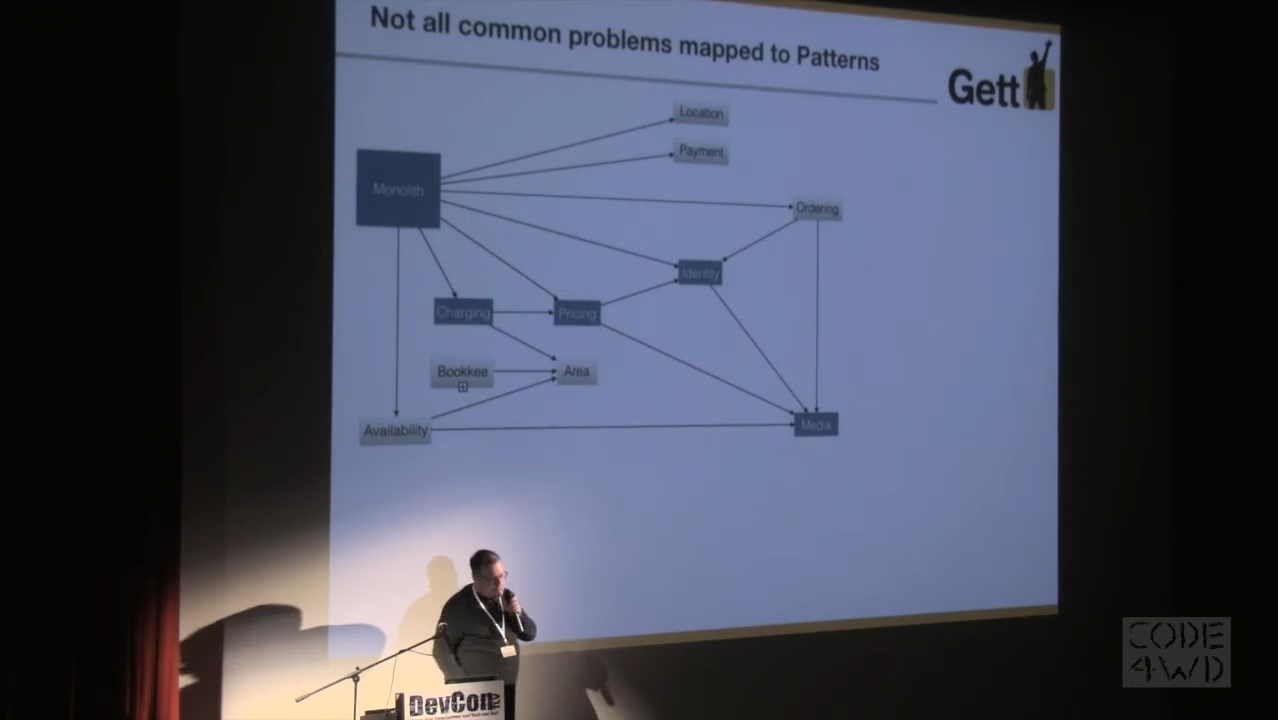 Not all common problems mapped to Patterns
Gett
Location
Payment
Monolith
Ordering
Identity
Charging
Pricing
Bookkee
Area
Availability
Media
DevCon
TLV
CODE
4WD